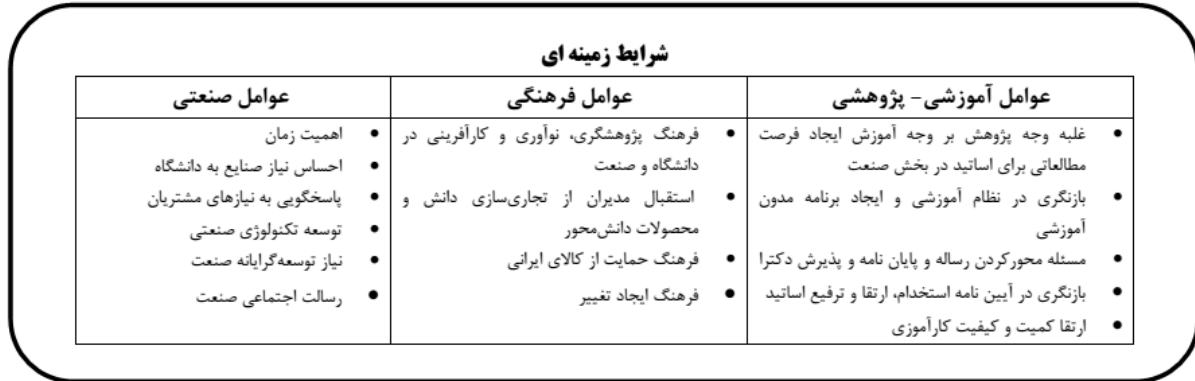 شرایط زمینه ای
عوامل آموزشی- پژوهشی
غلبه وجه پژوهش بر وجه آموزش ایجاد فرصت
مطالعاتی برای اساتید در بخش صنعت
بازنگری در نظام آموزشی و ایجاد برنامه مدون
آموزشی
مسئله محورکردن رساله و پایان نامه و پذیرش دکترا
بازنگری در آیین نامه استخدام، ارتقا و ترفیع اساتید
ارتقا کمیت و کیفیت کارآموزی
عوامل فرهنگی
فرهنگ پژوهشگری، نوآوری و کارآفرینی در
دانشگاه و صنعت
استقبال مدیران از تجاری‌سازی دانش و
محصولات دانش‌محور
فرهنگ حمایت از کالای ایرانی
فرهنگ ایجاد تغییر
عوامل صنعتی
اهمیت زمان
احساس نیاز صنایع به دانشگاه
پاسخگویی به نیازهای مشتریان
توسعه تکنولوژی صنعتی
نیاز توسعه‌گرایانه صنعت
رسالت اجتماعی صنعت